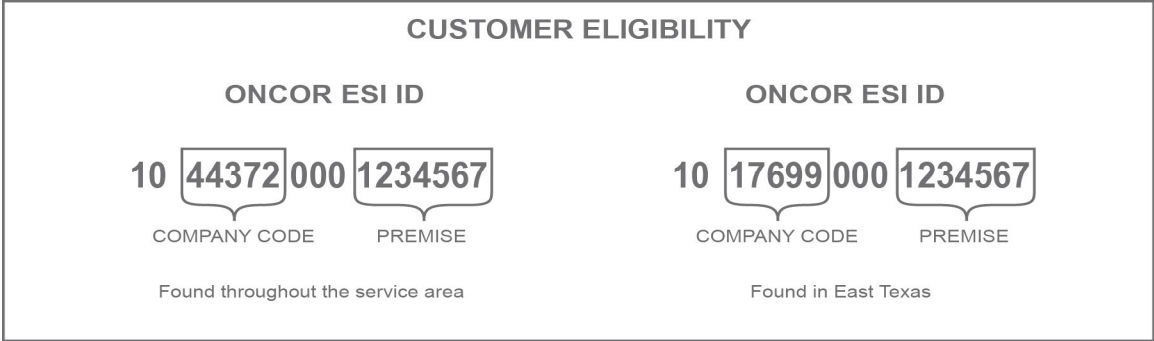 CUSTOMER ELIGIBILITY
ONCOR ESI ID
10 44372 000 1234567
COMPANY CODE PREMISE
Found throughout the service area
ONCOR ESI ID
10 17699 000 1234567
COMPANY CODE PREMISE
Found in East Texas